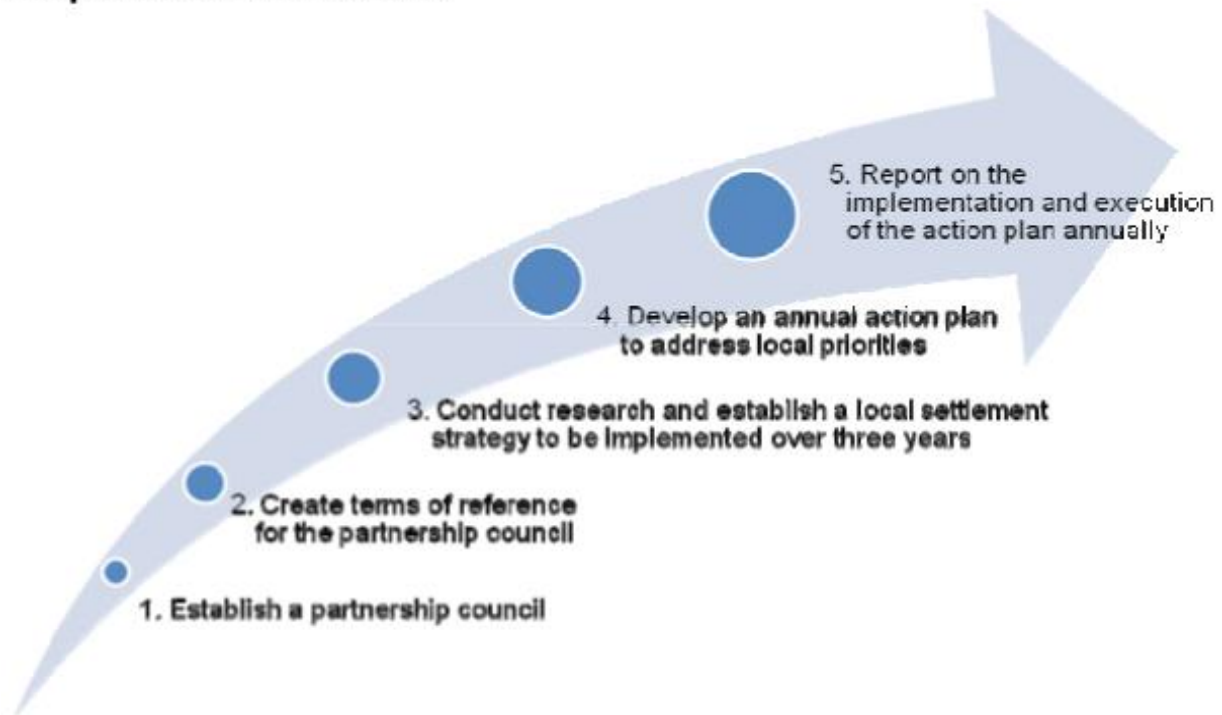 5. Report on the
implementation and execution
of the action plan annually
4. Develop an annual action plan
to address local priorities
3. Conduct research and establish a local settlement
strategy to be implemented over three years
2. Create terms of reference
for the partnership council
1. Establish a partnership council